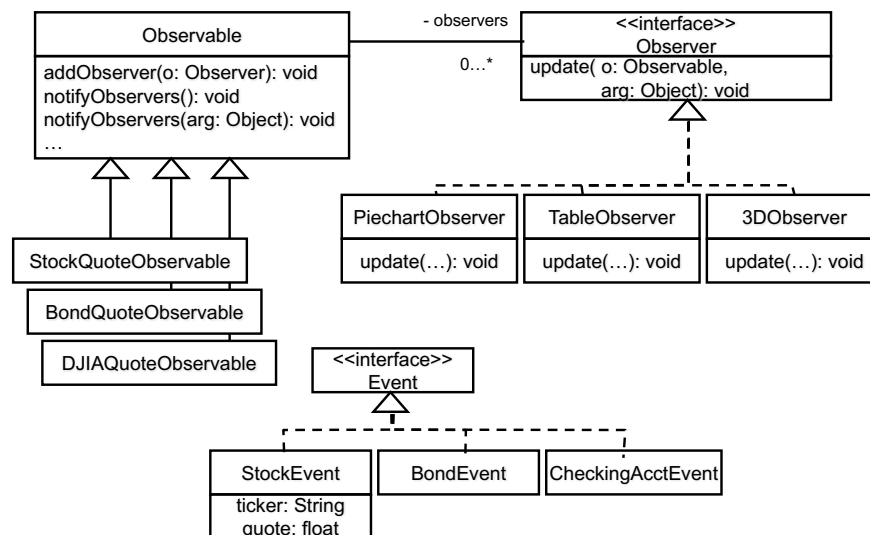 Observable
- observers
0…*
<<interface>>
Observer
addObserver(o: Observer): void
notifyObservers(): void
notifyObservers(arg: Object): void
…
update( o: Observable,
arg: Object): void
PiechartObserver
update(…): void
TableObserver
update(…): void
3DObserver
update(…): void
StockQuoteObservable
BondQuoteObservable
DJIAQuoteObservable
<<interface>>
Event
StockEvent
ticker: String
quote: float
BondEvent
CheckingAcctEvent